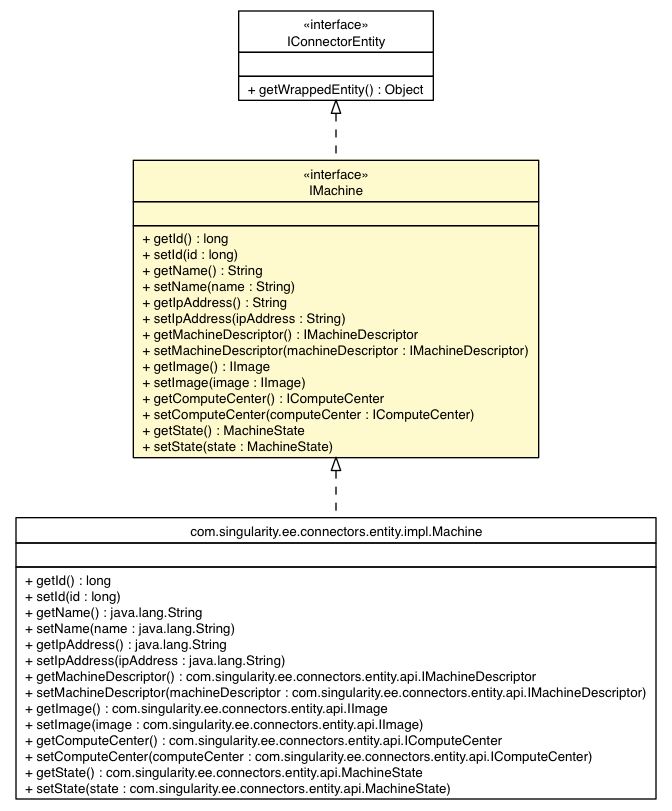 «interface»
IConnectorEntity
+ getWrappedEntity() : Object
«interface»
IMachine
+ getId() : long
+ setId(id : long)
+ getName() : String
+ setName(name : String)
+ getIpAddress() : String
+ setIpAddress(ipAddress : String)
+ getMachineDescriptor() : IMachineDescriptor
+ setMachineDescriptor(machineDescriptor : IMachineDescriptor)
+ getImage() : IImage
+ setImage(image : IImage)
+ getComputeCenter() : IComputeCenter
+ setComputeCenter(computeCenter : IComputeCenter)
+ getState() : MachineState
+ setState(state : MachineState)
com.singularity.ee.connectors.entity.impl.Machine
+ getId() : long
+ setId(id : long)
+ getName() : java.lang.String
+ setName(name : java.lang.String)
+ getIpAddress() : java.lang.String
+ setIpAddress(ipAddress : java.lang.String)
+ getMachineDescriptor() : com.singularity.ee.connectors.entity.api.IMachineDescriptor
+ setMachineDescriptor(machineDescriptor : com.singularity.ee.connectors.entity.api.IMachineDescriptor)
+ getImage() : com.singularity.ee.connectors.entity.api.IImage
+ setImage(image : com.singularity.ee.connectors.entity.api.IImage)
+ getComputeCenter() : com.singularity.ee.connectors.entity.api.IComputeCenter
+ setComputeCenter(computeCenter : com.singularity.ee.connectors.entity.api.IComputeCenter)
+ getState() : com.singularity.ee.connectors.entity.api.MachineState
+ setState(state : com.singularity.ee.connectors.entity.api.MachineState)